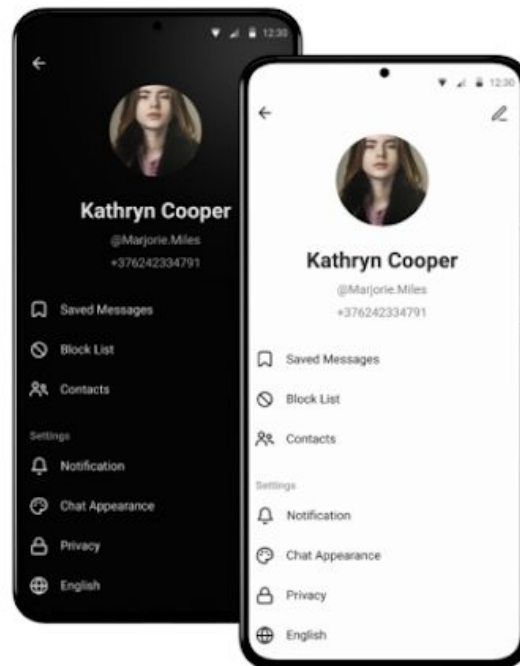 12:30
Kathryn Cooper
@Marjorie.Miles
+376242334791
Saved Messages
Block List
Contacts
Settings
Notification
Chat Appearance
Privacy
English
12:30
Kathryn Cooper
@Marjorie.Miles
+376242334791
Saved Messages
Block List
Contacts
Settings
Notification
Chat Appearance
Privacy
English